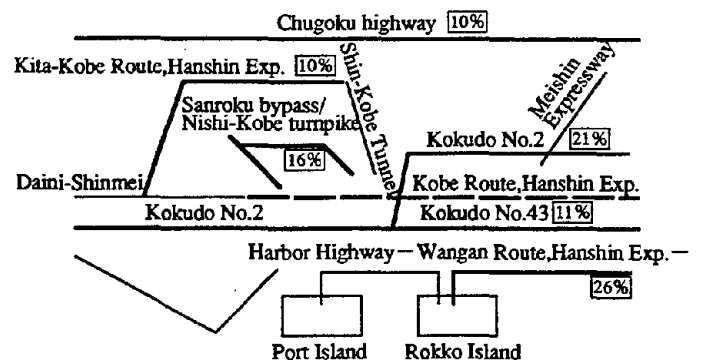 Chugoku highway 10%
Kita-Kobe Route,Hanshin Exp. 10%
Shin-Kobe Tunnel
Meishin
Expressway
Sanroku bypass/
Nishi-Kobe turnpike
16%
Kokudo No.2 21%
Daini-Shinmei
Kobe Route,Hanshin Exp.
Kokudo No.2
Kokudo No.43 11%
Harbor Highway－Wangan Route,Hanshin Exp.－
26%
Port Island
Rokko Island